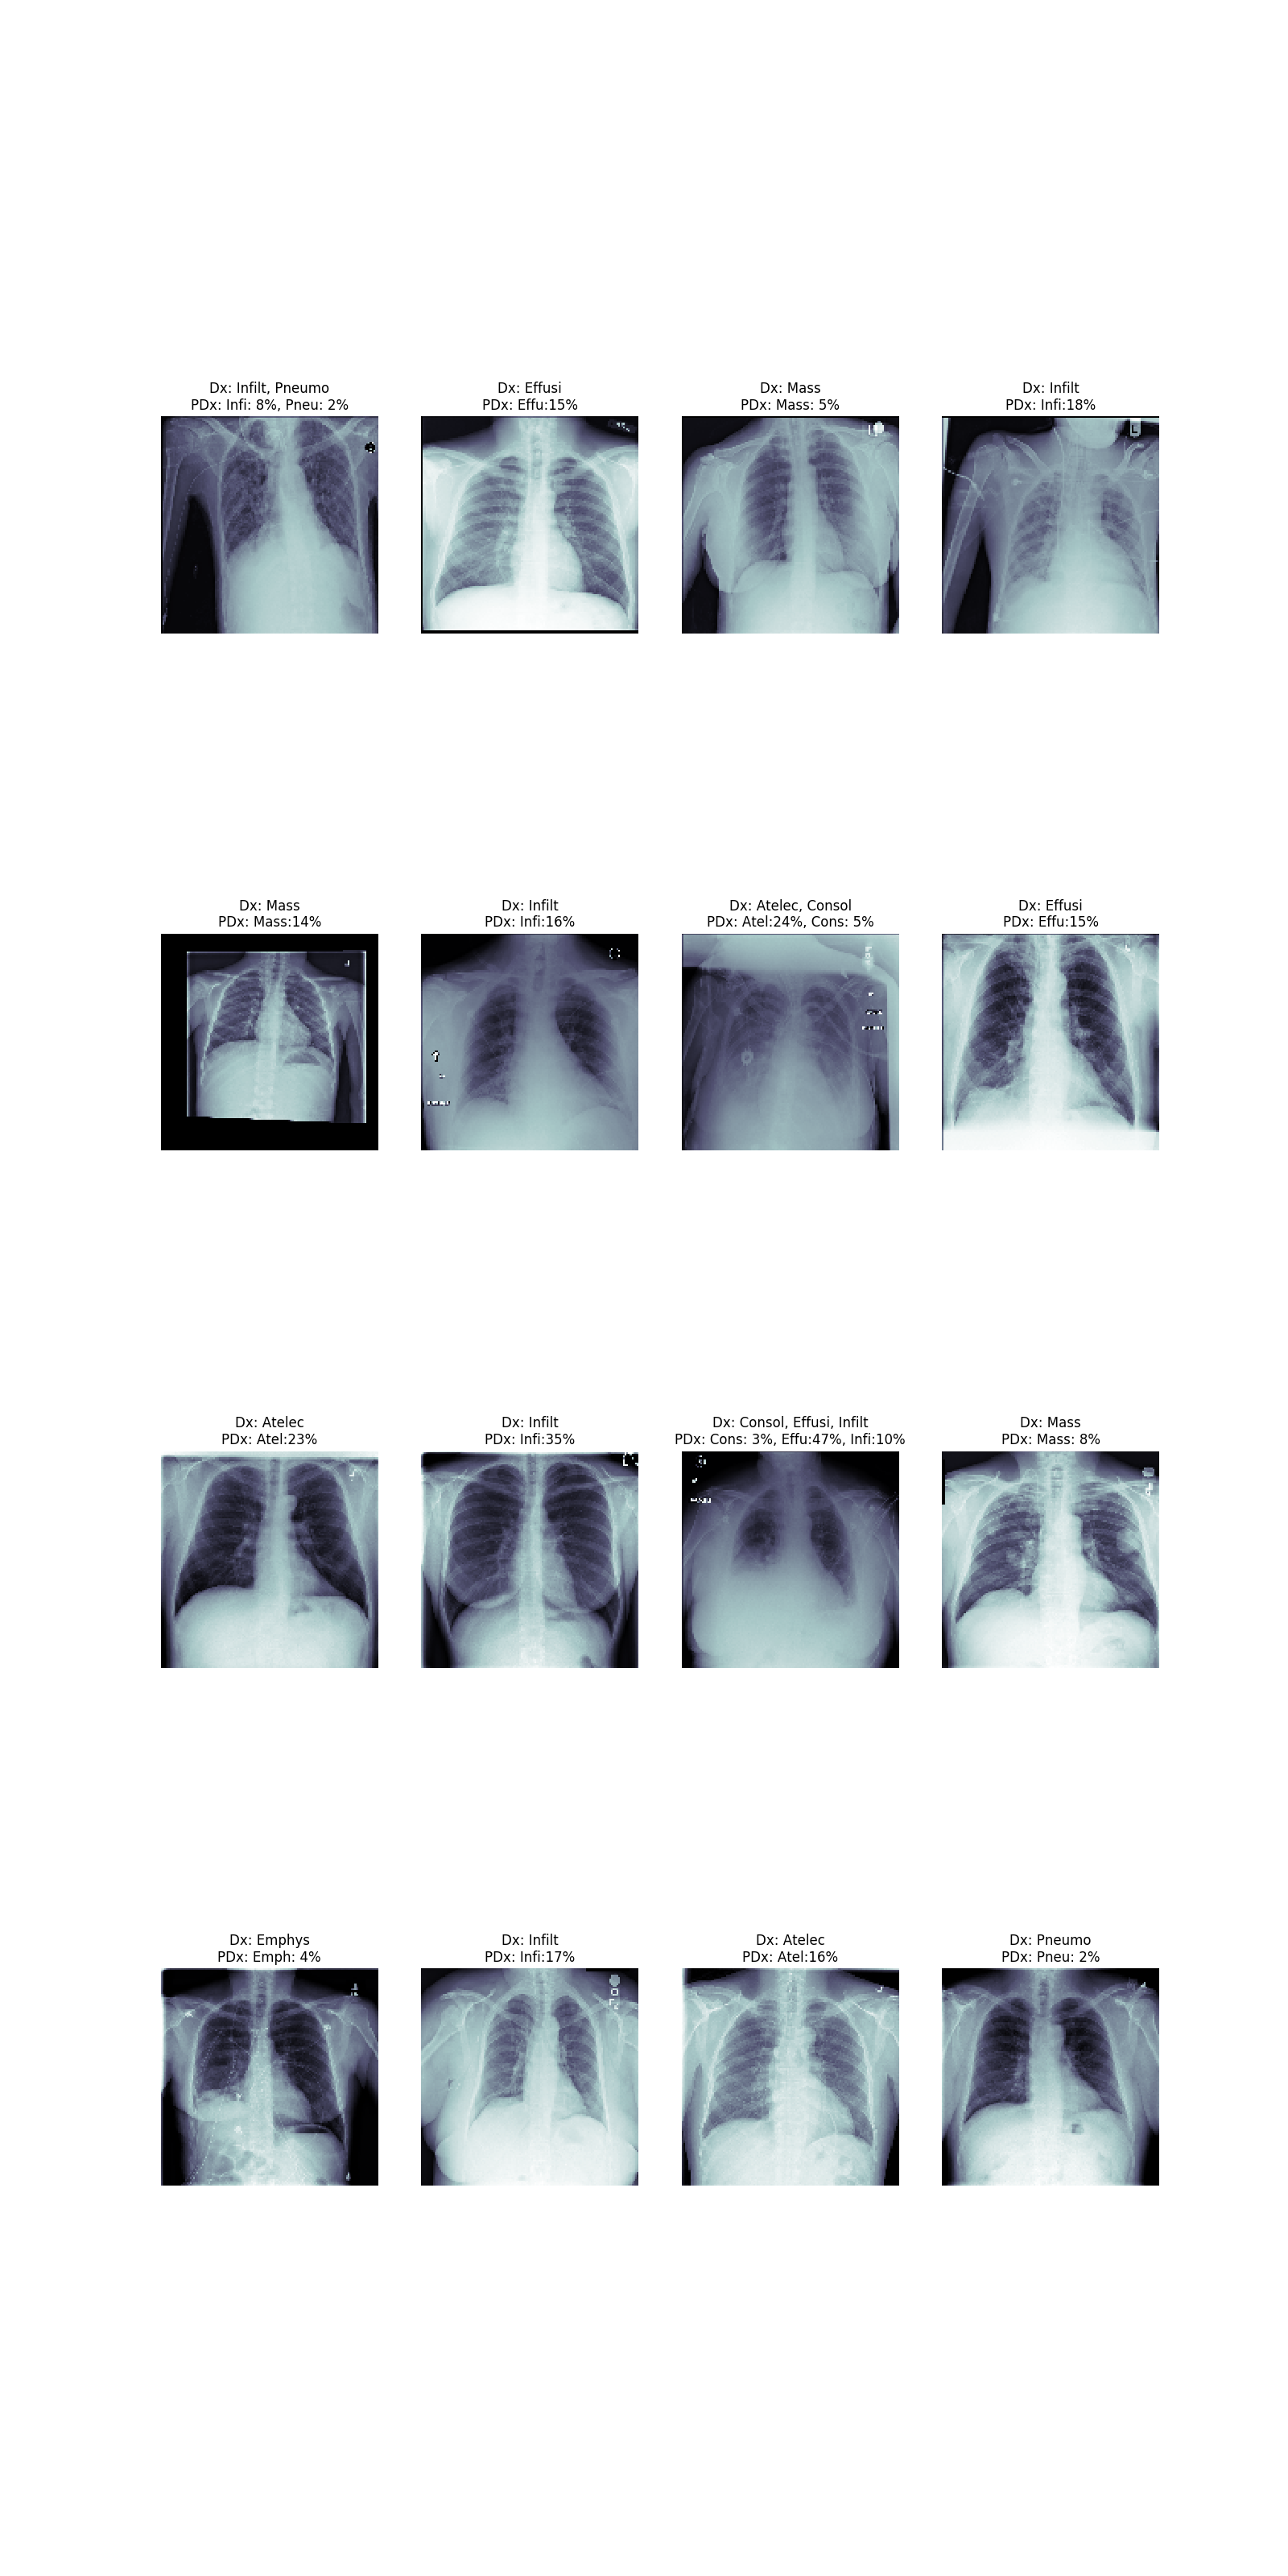 Dx: Infilt, Pneumo
PDx: Infi: 8%, Pneu: 2%
Dx: Effusi
PDx: Effu:15%
Dx: Mass
PDx: Mass: 5%
Dx: Infilt
PDx: Infi:18%
L
Dx: Mass
PDx: Mass:14%
Dx: Infilt
PDx: Infi:16%
Dx: Atelec, Consol
PDx: Atel:24%, Cons: 5%
Dx: Effusi
PDx: Effu:15%
Dx: Atelec
PDx: Atel:23%
Dx: Infilt
PDx: Infi:35%
Dx: Consol, Effusi, Infilt
PDx: Cons: 3%, Effu:47%, Infi:10%
Dx: Mass
PDx: Mass: 8%
Dx: Emphys
PDx: Emph: 4%
Dx: Infilt
PDx: Infi:17%
Dx: Atelec
PDx: Atel:16%
Dx: Pneumo
PDx: Pneu: 2%